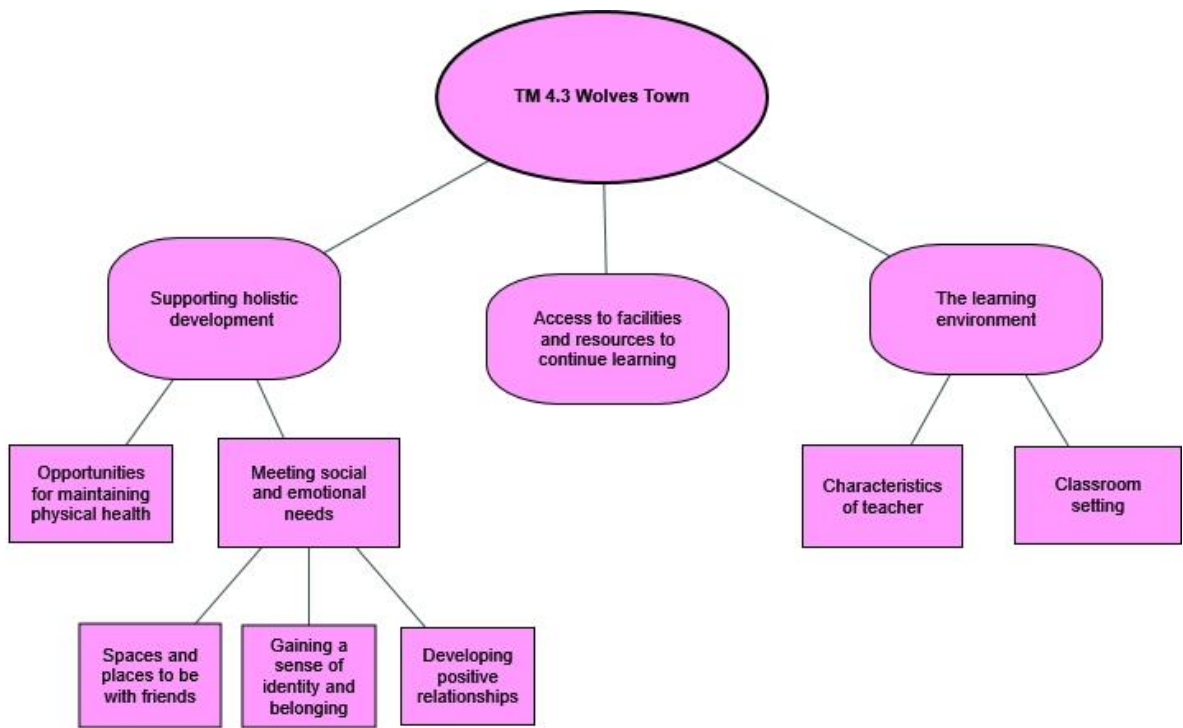 TM 4.3 Wolves Town
Supporting holistic
development
Access to facilities
and resources to
continue learning
The learning
environment
Opportunities
for maintaining
physical health
Meeting social
and emotional
needs
Characteristics
of teacher
Classroom
setting
Spaces and
places to be
with friends
Gaining a
sense of
identity and
belonging
Developing
positive
relationships